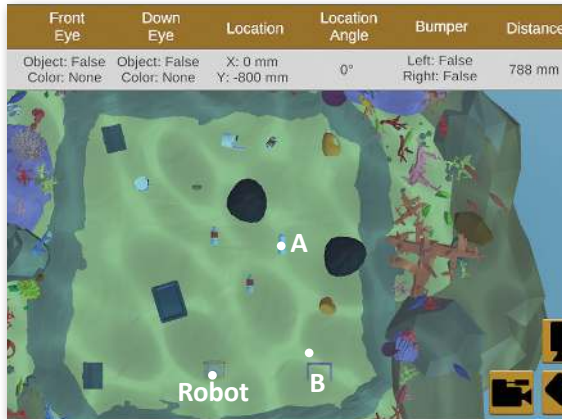 Front Eye
Down Eye
Location
Location Angle
Bumper
Distance
Object: False
Color: None
Object: False
Color: None
X: 0 mm
Y: -800 mm
0°
Left: False
Right: False
788 mm
A
B
Robot